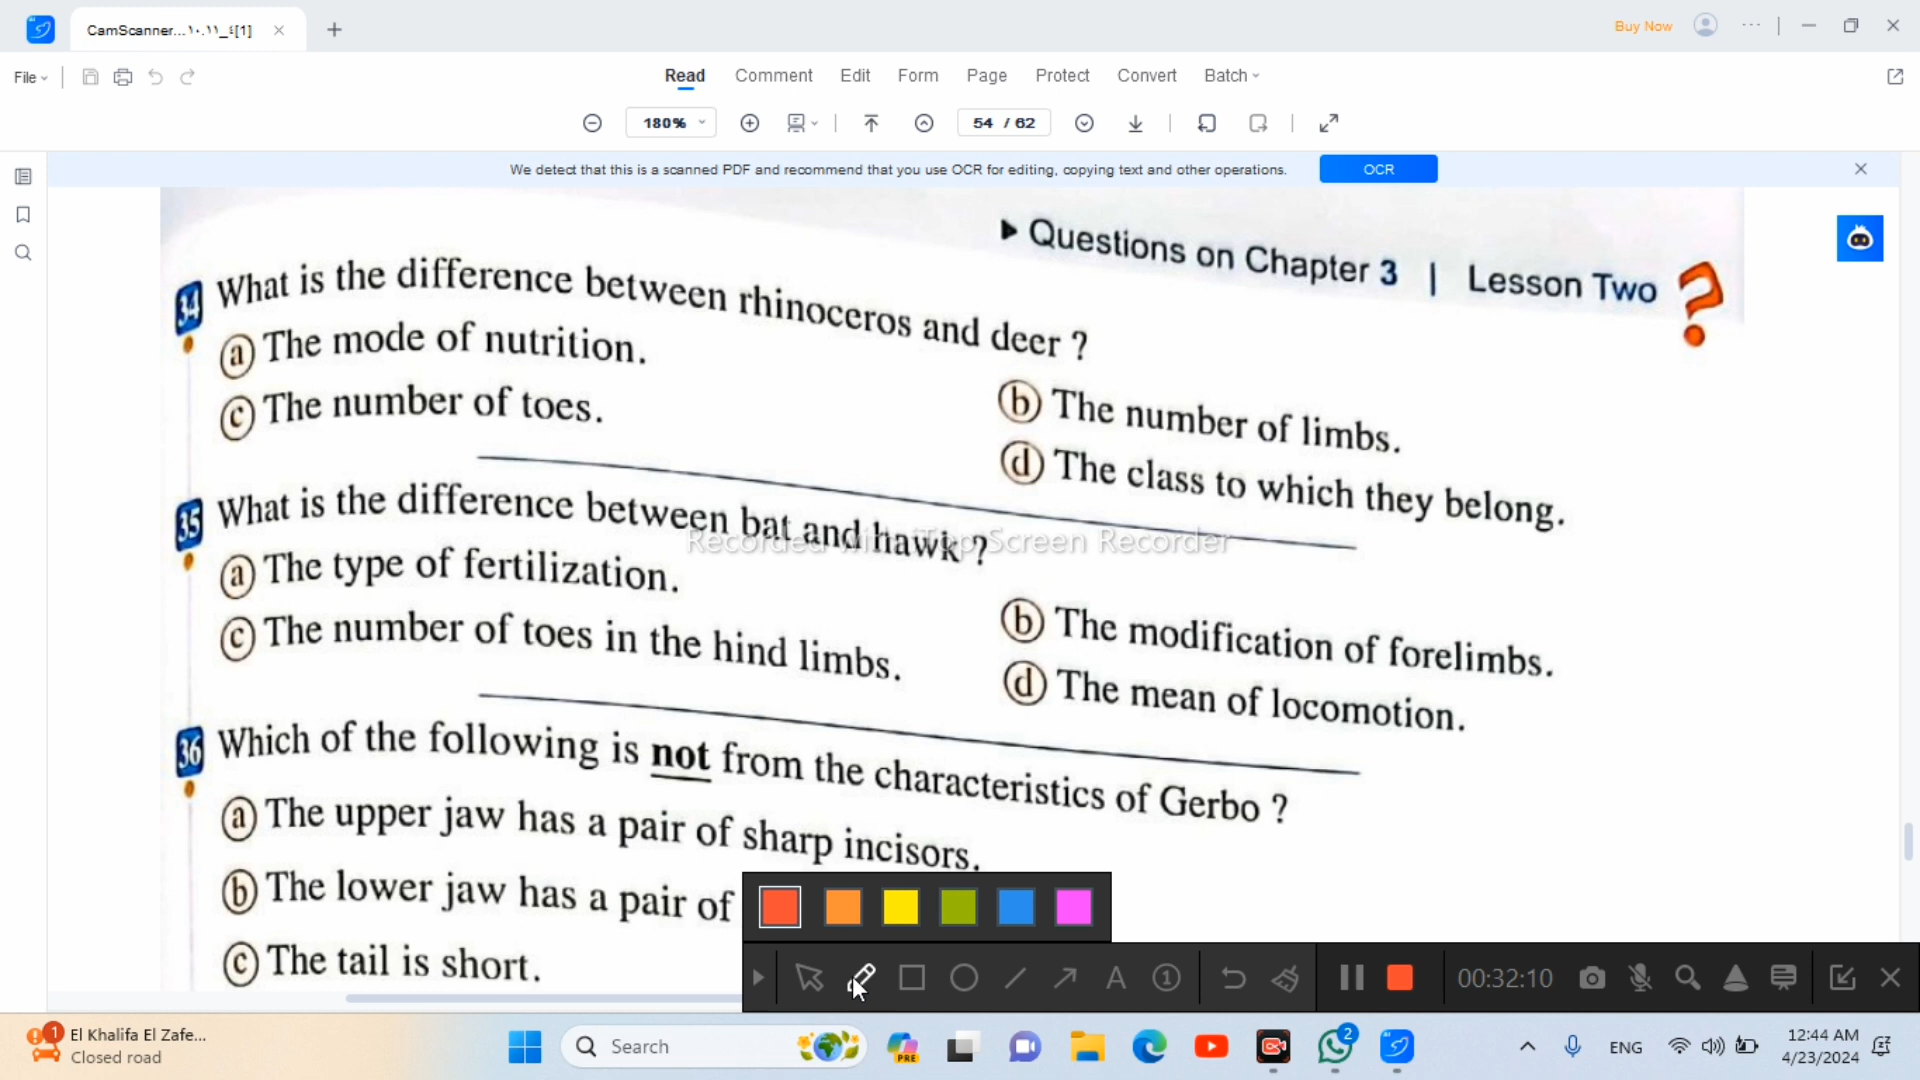 CamScanner...١٠.١١_٤[1]
Buy Now
File
Read
Comment
Edit
Form
Page
Protect
Convert
Batch
180%
54 / 62
We detect that this is a scanned PDF and recommend that you use OCR for editing, copying text and other operations.
OCR
Questions on Chapter 3 | Lesson Two ?
34 What is the difference between rhinoceros and deer ?
a The mode of nutrition.
b The number of limbs.
c The number of toes.
d The class to which they belong.
35 What is the difference between bat and hawk ?
Recorded with iTop Screen Recorder
a The type of fertilization.
b The modification of forelimbs.
c The number of toes in the hind limbs.
d The mean of locomotion.
36 Which of the following is not from the characteristics of Gerbo ?
a The upper jaw has a pair of sharp incisors.
b The lower jaw has a pair of
c The tail is short.
A
1
00:32:10
1
El Khalifa El Zafe...
Closed road
Search
PRE
2
ENG
12:44 AM
4/23/2024